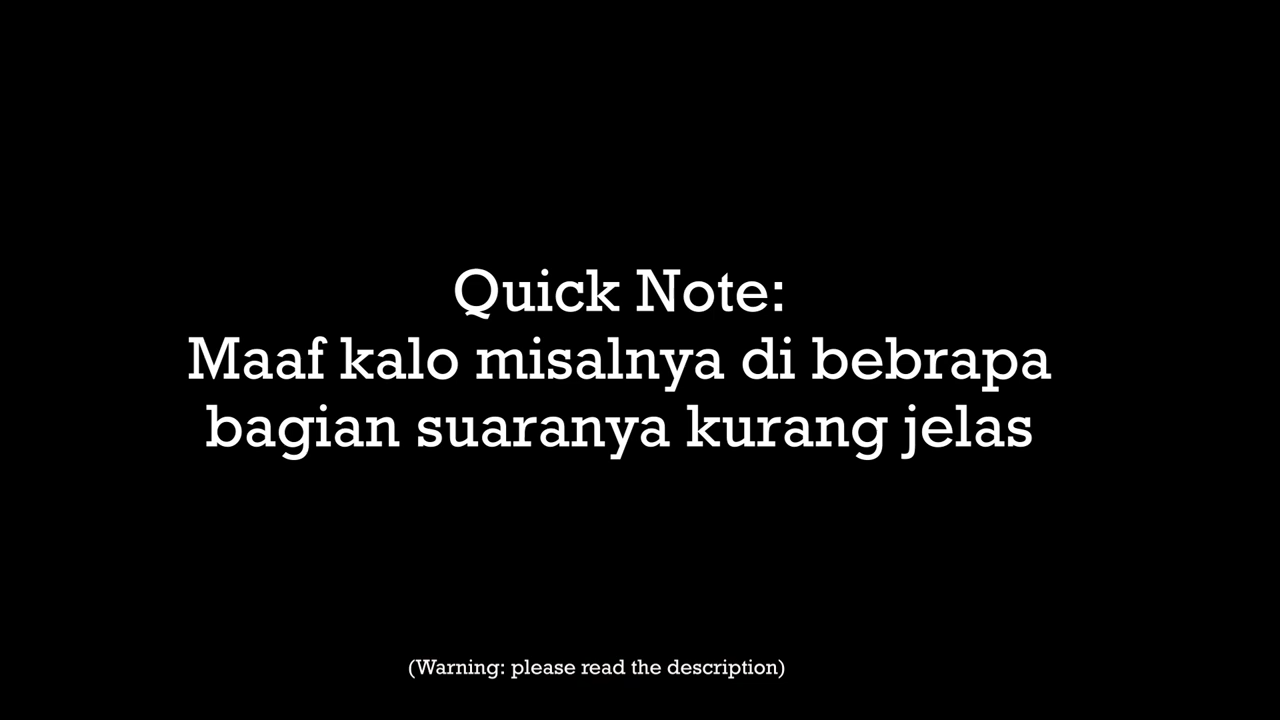 Quick Note:
Maaf kalo misalnya di bebrapa
bagian suaranya kurang jelas
(Warning: please read the description)